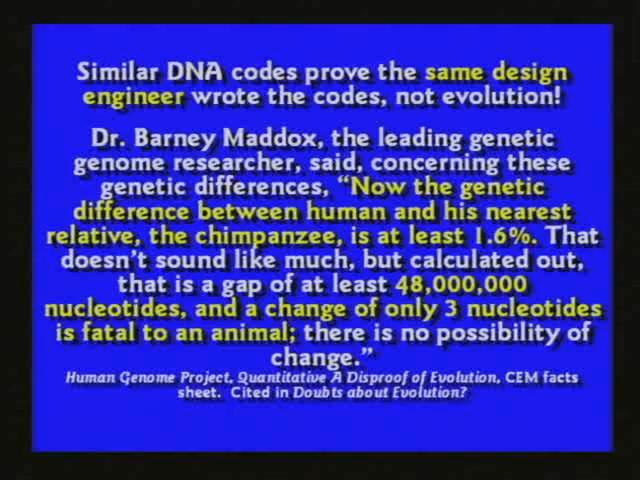 Similar DNA codes prove the same design
engineer wrote the codes, not evolution!
Dr. Barney Maddox, the leading genetic
genome researcher, said, concerning these
genetic differences, “Now the genetic
difference between human and his nearest
relative, the chimpanzee, is at least 1.6%. That
doesn’t sound like much, but calculated out,
that is a gap of at least 48,000,000
nucleotides, and a change of only 3 nucleotides
is fatal to an animal; there is no possibility of
change.”
Human Genome Project, Quantitative A Disproof of Evolution, CEM facts
sheet. Cited in Doubts about Evolution?